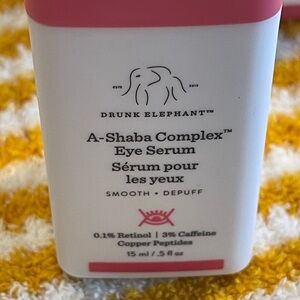 DRUNK ELEPHANT™
A-Shaba Complex™
Eye Serum
Sérum pour
les yeux
SMOOTH • DEPUFF
0.1% Retinol | 3% Caffeine
Copper Peptides
15 ml / .5 fl oz